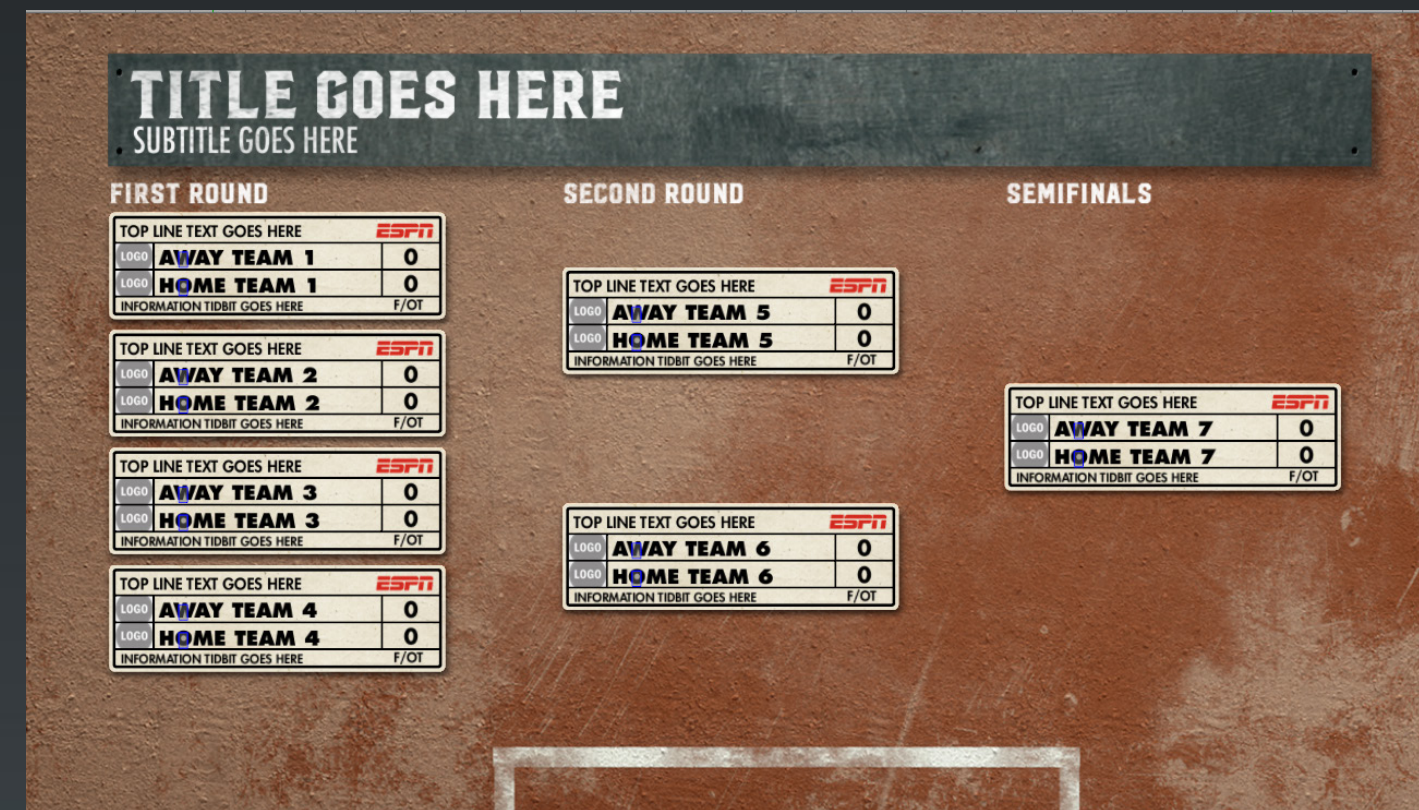 TITLE GOES HERE
SUBTITLE GOES HERE
FIRST ROUND
TOP LINE TEXT GOES HERE ESPN
LOGO AWAY TEAM 1 0
LOGO HOME TEAM 1 0
INFORMATION TIDBIT GOES HERE F/OT
TOP LINE TEXT GOES HERE ESPN
LOGO AWAY TEAM 2 0
LOGO HOME TEAM 2 0
INFORMATION TIDBIT GOES HERE F/OT
TOP LINE TEXT GOES HERE ESPN
LOGO AWAY TEAM 3 0
LOGO HOME TEAM 3 0
INFORMATION TIDBIT GOES HERE F/OT
TOP LINE TEXT GOES HERE ESPN
LOGO AWAY TEAM 4 0
LOGO HOME TEAM 4 0
INFORMATION TIDBIT GOES HERE F/OT
SECOND ROUND
TOP LINE TEXT GOES HERE ESPN
LOGO AWAY TEAM 5 0
LOGO HOME TEAM 5 0
INFORMATION TIDBIT GOES HERE F/OT
TOP LINE TEXT GOES HERE ESPN
LOGO AWAY TEAM 6 0
LOGO HOME TEAM 6 0
INFORMATION TIDBIT GOES HERE F/OT
SEMIFINALS
TOP LINE TEXT GOES HERE ESPN
LOGO AWAY TEAM 7 0
LOGO HOME TEAM 7 0
INFORMATION TIDBIT GOES HERE F/OT